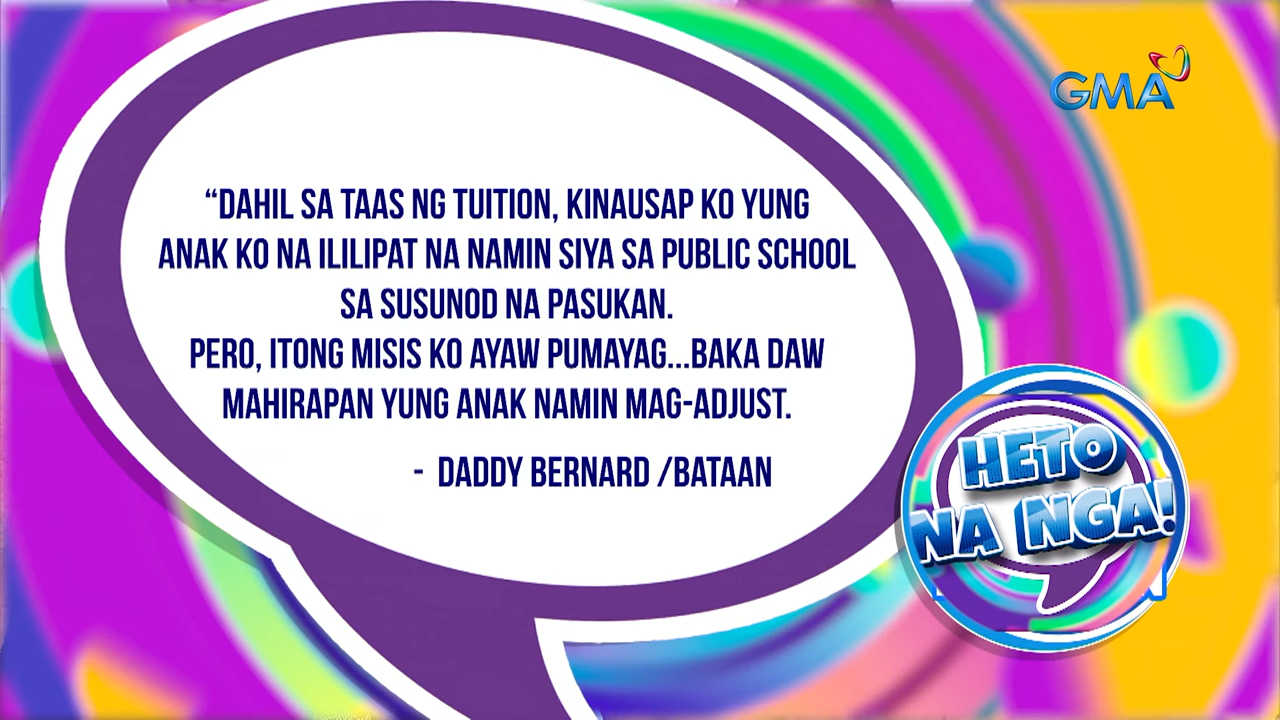 GMA
“DAHIL SA TAAS NG TUITION, KINAUSAP KO YUNG
ANAK KO NA ILILIPAT NA NAMIN SIYA SA PUBLIC SCHOOL
SA SUSUNOD NA PASUKAN.
PERO, ITONG MISIS KO AYAW PUMAYAG...BAKA DAW
MAHIRAPAN YUNG ANAK NAMIN MAG-ADJUST.
- DADDY BERNARD /BATAAN
HETO
NA NGA!